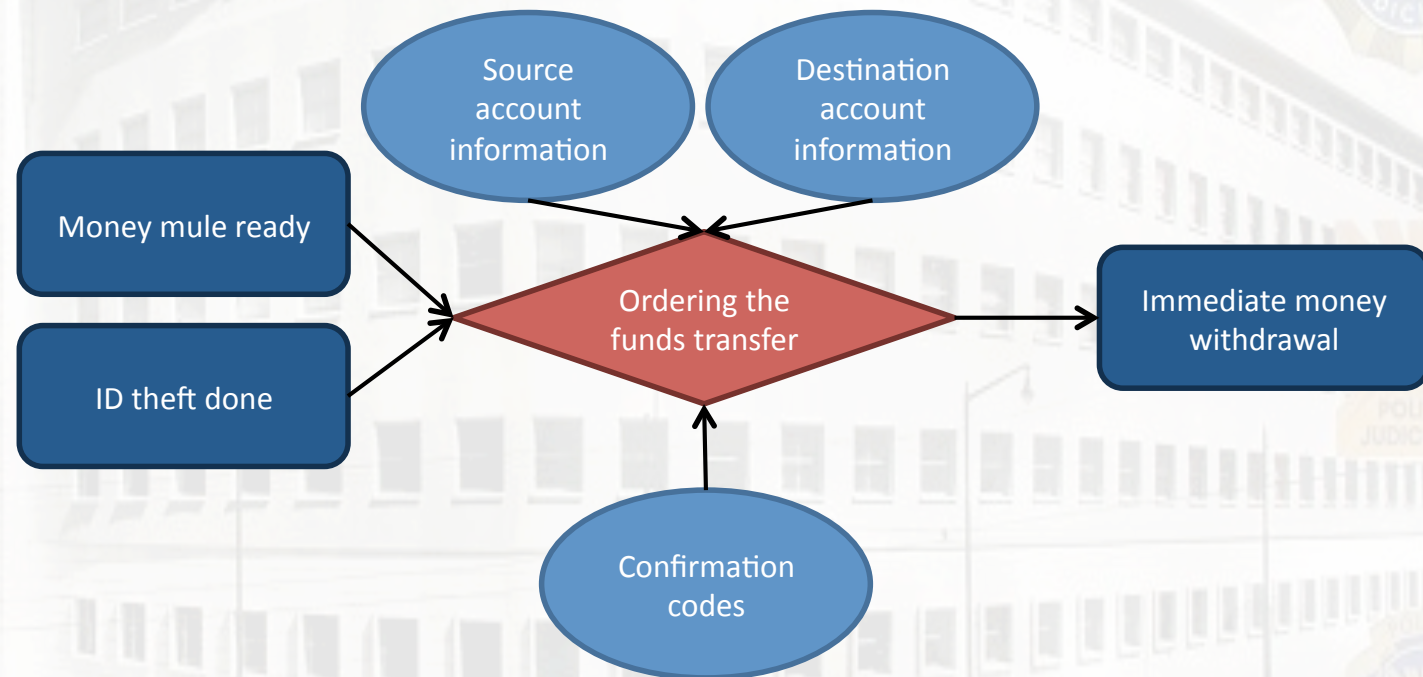 Source
account
information
Destination
account
information
Money mule ready
ID theft done
Ordering the
funds transfer
Immediate money
withdrawal
Confirmation
codes